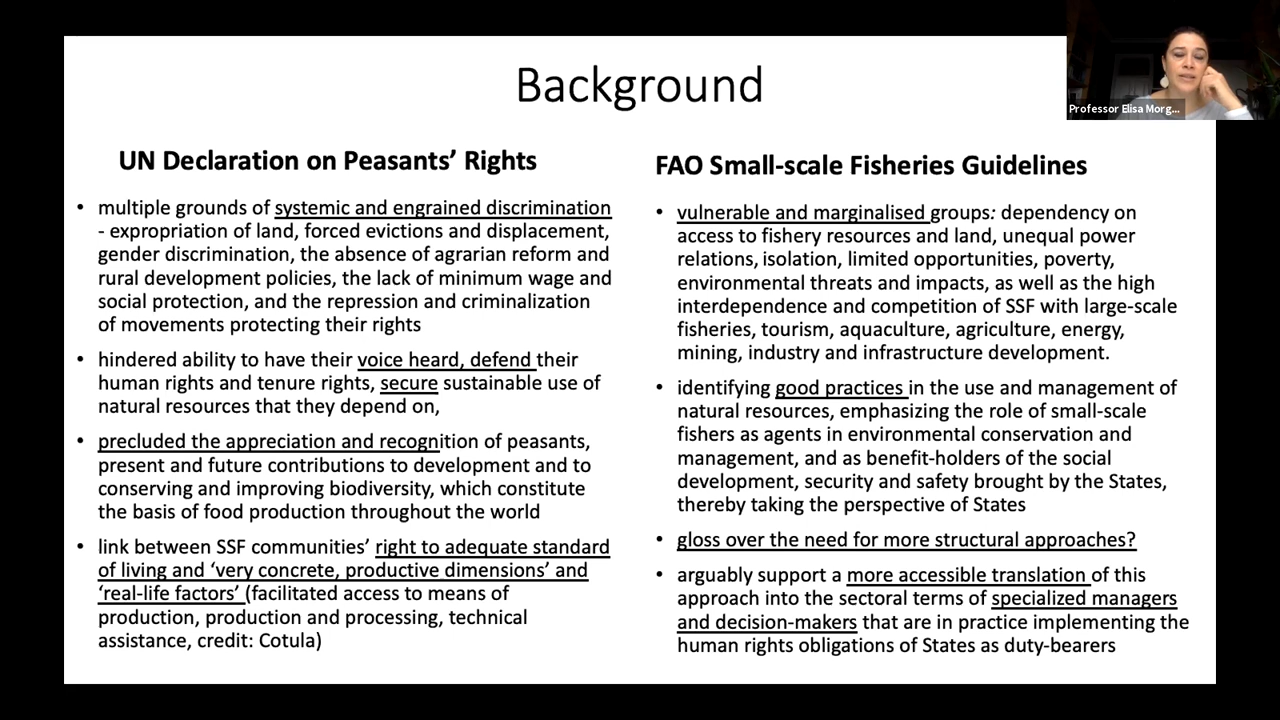 Background
Professor Elisa Morg...
UN Declaration on Peasants’ Rights
• multiple grounds of systemic and engrained discrimination
- expropriation of land, forced evictions and displacement,
gender discrimination, the absence of agrarian reform and
rural development policies, the lack of minimum wage and
social protection, and the repression and criminalization
of movements protecting their rights
• hindered ability to have their voice heard, defend their
human rights and tenure rights, secure sustainable use of
natural resources that they depend on,
• precluded the appreciation and recognition of peasants,
present and future contributions to development and to
conserving and improving biodiversity, which constitute
the basis of food production throughout the world
• link between SSF communities’ right to adequate standard
of living and ‘very concrete, productive dimensions’ and
‘real-life factors’ (facilitated access to means of
production, production and processing, technical
assistance, credit: Cotula)
FAO Small-scale Fisheries Guidelines
• vulnerable and marginalised groups: dependency on
access to fishery resources and land, unequal power
relations, isolation, limited opportunities, poverty,
environmental threats and impacts, as well as the high
interdependence and competition of SSF with large-scale
fisheries, tourism, aquaculture, agriculture, energy,
mining, industry and infrastructure development.
• identifying good practices in the use and management of
natural resources, emphasizing the role of small-scale
fishers as agents in environmental conservation and
management, and as benefit-holders of the social
development, security and safety brought by the States,
thereby taking the perspective of States
• gloss over the need for more structural approaches?
• arguably support a more accessible translation of this
approach into the sectoral terms of specialized managers
and decision-makers that are in practice implementing the
human rights obligations of States as duty-bearers